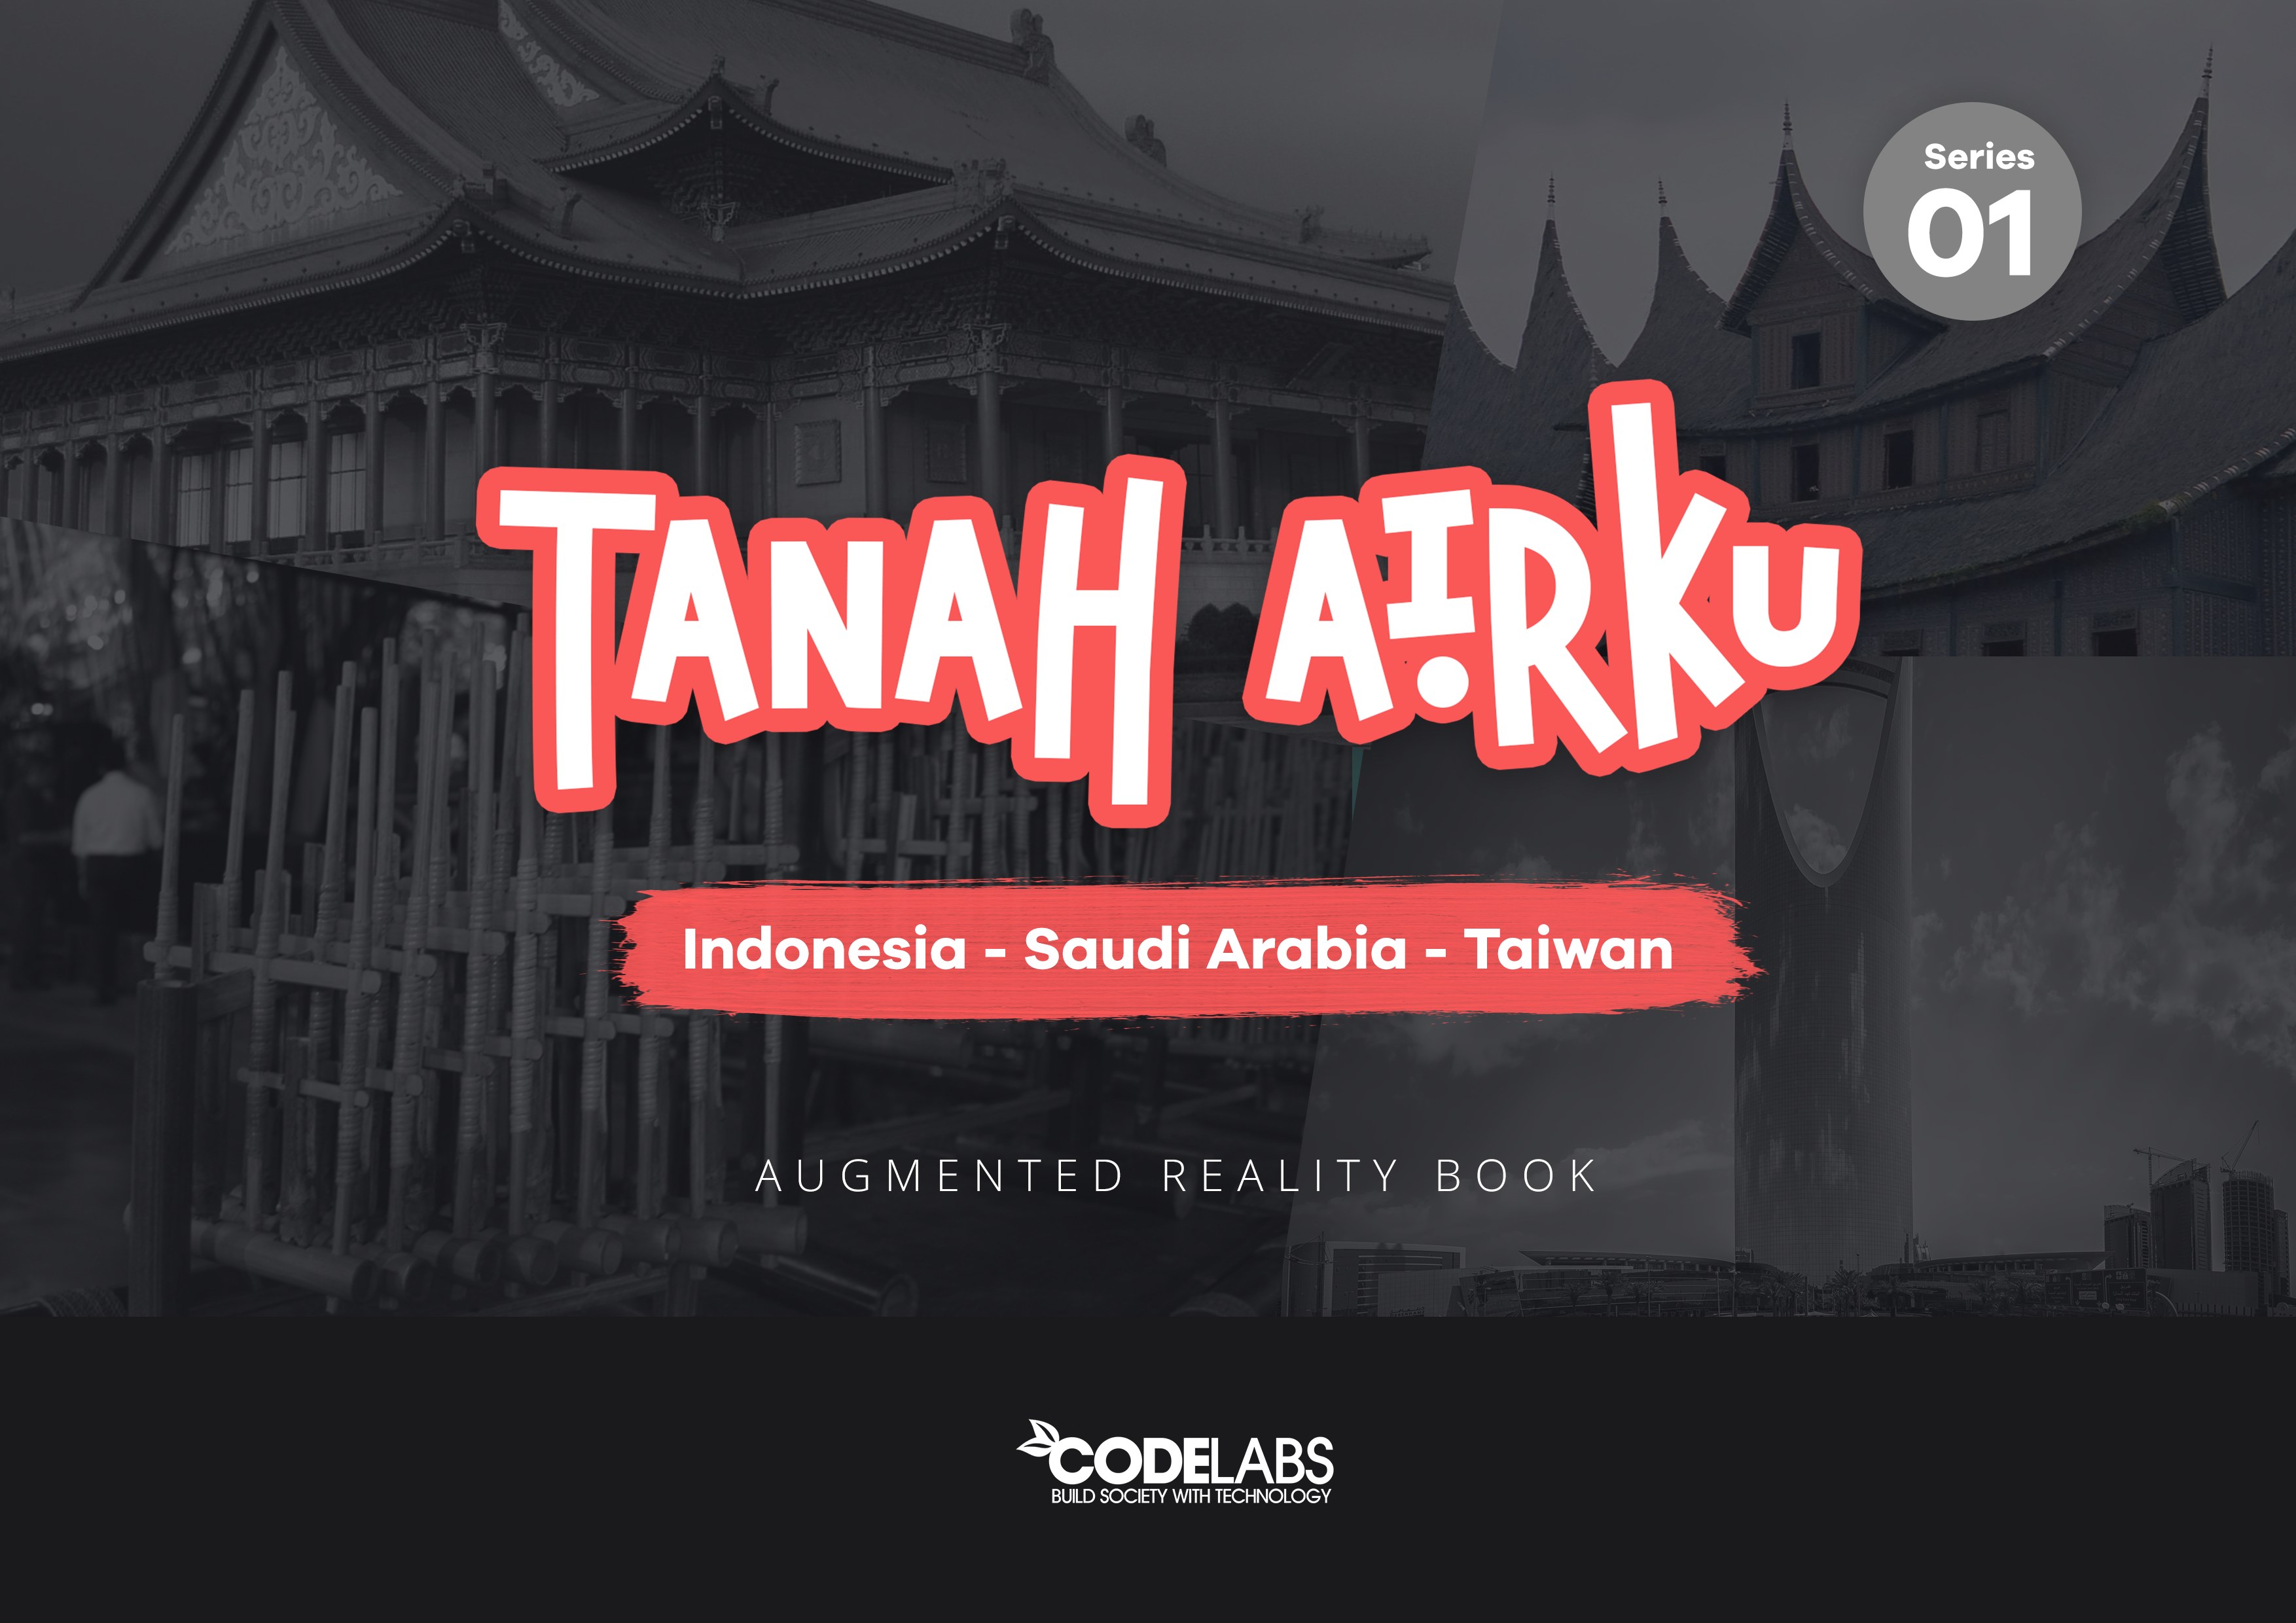 Series
01
TANAH AIRKU
Indonesia - Saudi Arabia - Taiwan
AUGMENTED REALITY BOOK
CODELABS
BUILD SOCIETY WITH TECHNOLOGY